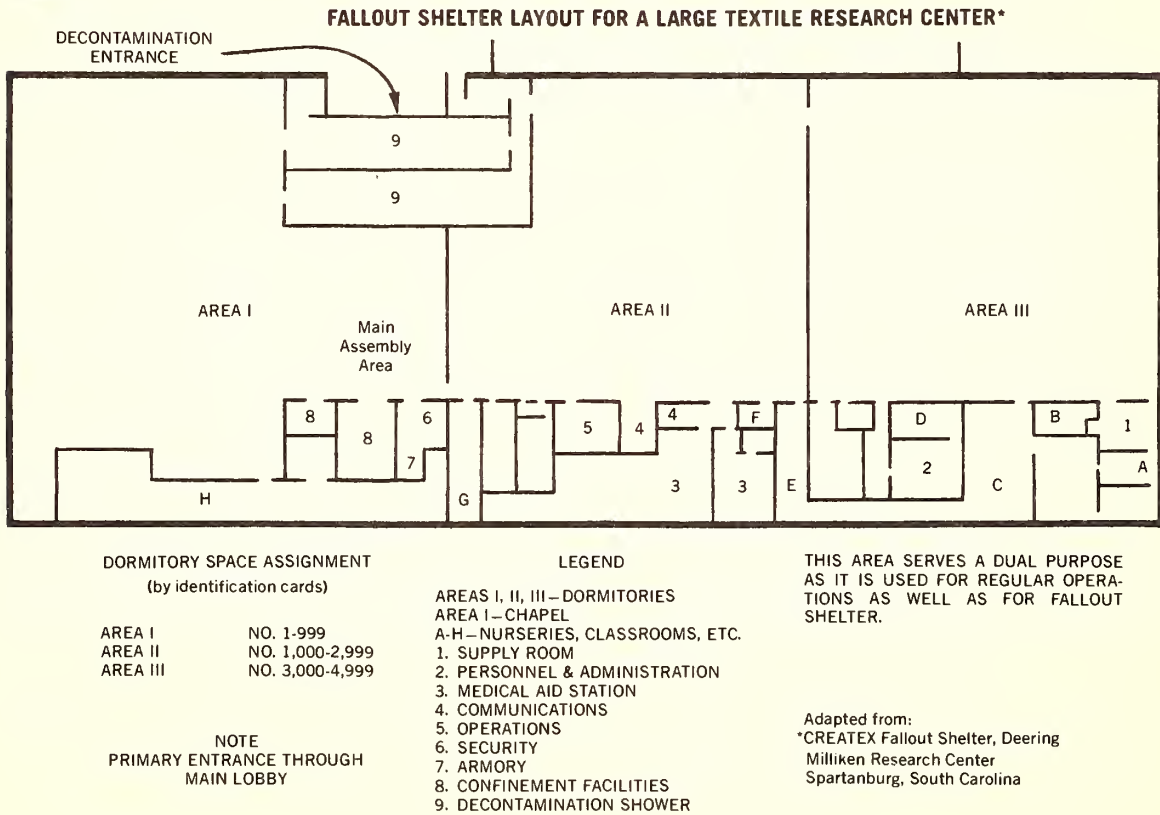 FALLOUT SHELTER LAYOUT FOR A LARGE TEXTILE RESEARCH CENTER*
DECONTAMINATION
ENTRANCE
9
9
AREA I
AREA II
AREA III
Main
Assembly
Area
8
8
6
7
H
G
5
4
4
F
3
3
E
D
2
C
B
1
A
DORMITORY SPACE ASSIGNMENT
(by identification cards)
AREA I NO. 1-999
AREA II NO. 1,000-2,999
AREA III NO. 3,000-4,999
NOTE
PRIMARY ENTRANCE THROUGH
MAIN LOBBY
LEGEND
AREAS I, II, III–DORMITORIES
AREA I–CHAPEL
A-H–NURSERIES, CLASSROOMS, ETC.
1. SUPPLY ROOM
2. PERSONNEL & ADMINISTRATION
3. MEDICAL AID STATION
4. COMMUNICATIONS
5. OPERATIONS
6. SECURITY
7. ARMORY
8. CONFINEMENT FACILITIES
9. DECONTAMINATION SHOWER
THIS AREA SERVES A DUAL PURPOSE
AS IT IS USED FOR REGULAR OPERA-
TIONS AS WELL AS FOR FALLOUT
SHELTER.
Adapted from:
*CREATEX Fallout Shelter, Deering
Milliken Research Center
Spartanburg, South Carolina